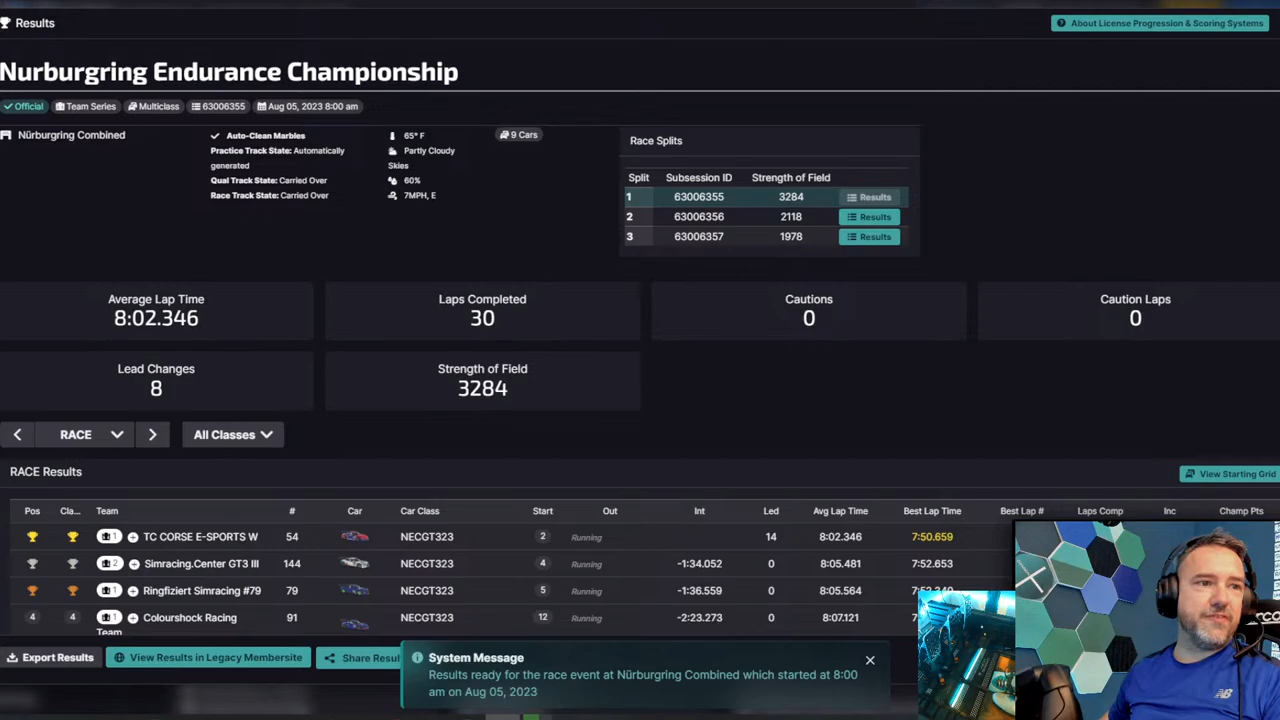 Results
About License Progression & Scoring Systems
Nurburgring Endurance Championship
Official Team Series Multiclass 63006355 Aug 05, 2023 8:00 am
Nürburgring Combined
Auto-Clean Marbles
Practice Track State: Automatically
generated
Qual Track State: Carried Over
Race Track State: Carried Over
65° F
Partly Cloudy
Skies
60%
7MPH, E
9 Cars
Race Splits
Split Subsession ID Strength of Field
1 63006355 3284 Results
2 63006356 2118 Results
3 63006357 1978 Results
Average Lap Time
8:02.346
Laps Completed
30
Cautions
0
Caution Laps
0
Lead Changes
8
Strength of Field
3284
RACE All Classes
RACE Results
View Starting Grid
Pos Cla... Team # Car Car Class Start Out Int Led Avg Lap Time Best Lap Time Best Lap # Laps Comp Inc Champ Pts
1 TC CORSE E-SPORTS W 54 NECGT323 2 Running 14 8:02.346 7:50.659
2 Simracing.Center GT3 III 144 NECGT323 4 Running -1:34.052 0 8:05.481 7:52.653
1 Ringfiziert Simracing #79 79 NECGT323 5 Running -1:36.559 0 8:05.564
4 4 1 Colourshock Racing 91 NECGT323 12 Running -2:23.273 0 8:07.121
Team
Export Results View Results in Legacy Membersite Share Resul
System Message
Results ready for the race event at Nürburgring Combined which started at 8:00
am on Aug 05, 2023